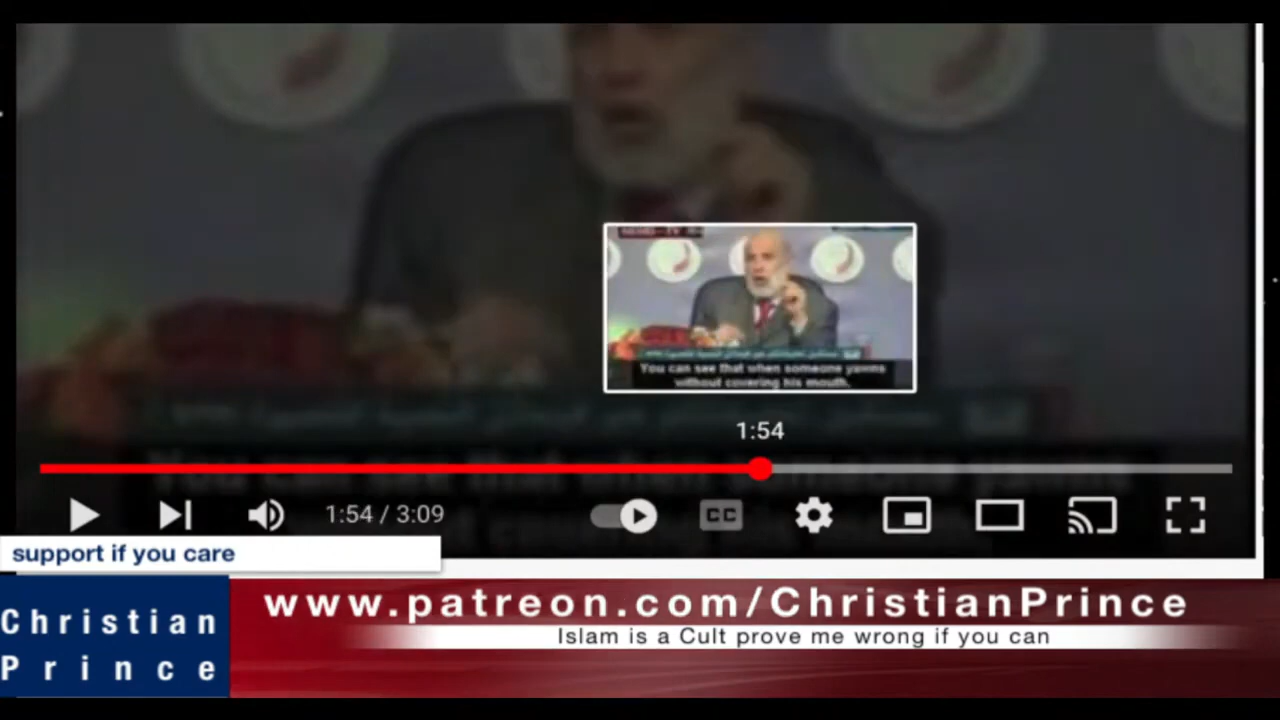 You can see that when someone yawns
without covering his mouth.
1:54
1:54 / 3:09
CC
support if you care
Christian
Prince
www.patreon.com/ChristianPrince
Islam is a Cult prove me wrong if you can